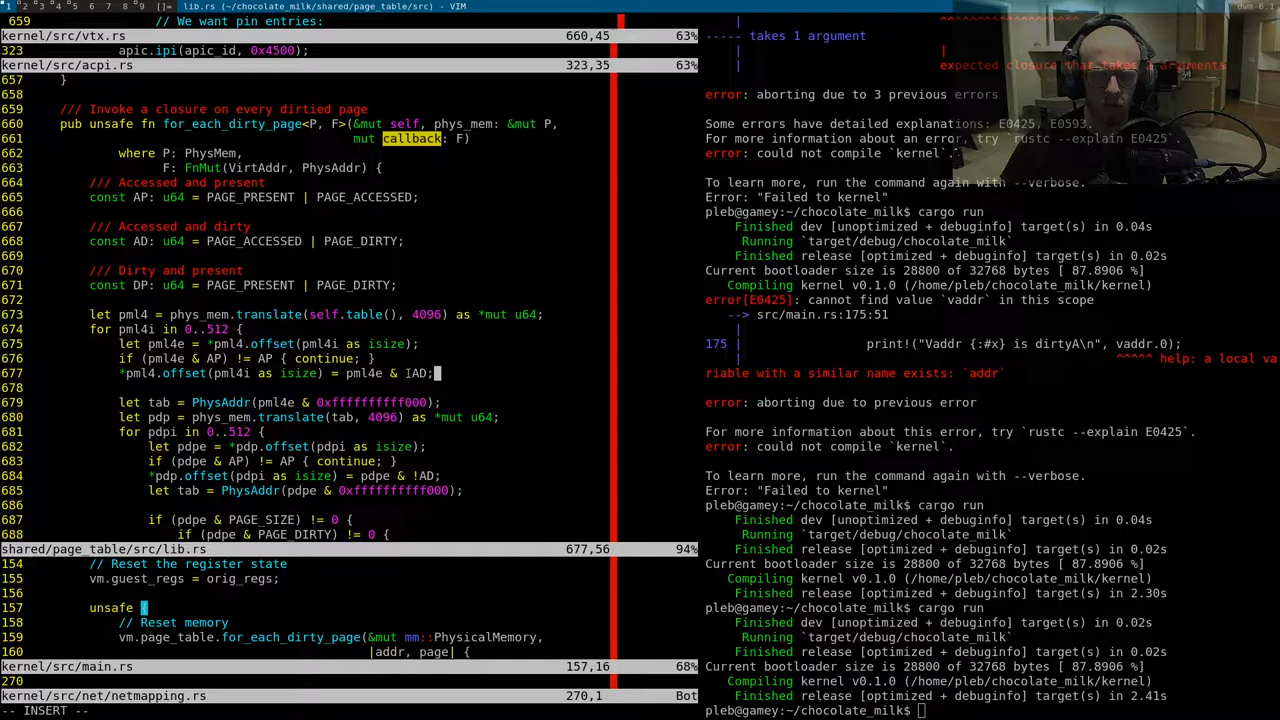 1 2 3 4 5 6 7 8 9 []= lib.rs (~/chocolate_milk/shared/page_table/src) - VIM dwm-6.1
659 // We want pin entries:
kernel/src/vtx.rs 660,45 63%
323 apic.ipi(apic_id, 0x4500);
kernel/src/acpi.rs 323,35 63%
657 }
658
659 /// Invoke a closure on every dirtied page
660 pub unsafe fn for_each_dirty_page<P, F>(&mut self, phys_mem: &mut P,
661 mut callback: F)
662 where P: PhysMem,
663 F: FnMut(VirtAddr, PhysAddr) {
664 /// Accessed and present
665 const AP: u64 = PAGE_PRESENT | PAGE_ACCESSED;
666
667 /// Accessed and dirty
668 const AD: u64 = PAGE_ACCESSED | PAGE_DIRTY;
669
670 /// Dirty and present
671 const DP: u64 = PAGE_PRESENT | PAGE_DIRTY;
672
673 let pml4 = phys_mem.translate(self.table(), 4096) as *mut u64;
674 for pml4i in 0..512 {
675 let pml4e = *pml4.offset(pml4i as isize);
676 if (pml4e & AP) != AP { continue; }
677 *pml4.offset(pml4i as isize) = pml4e & !AD;
678
679 let tab = PhysAddr(pml4e & 0xffffffffff000);
680 let pdp = phys_mem.translate(tab, 4096) as *mut u64;
681 for pdpi in 0..512 {
682 let pdpe = *pdp.offset(pdpi as isize);
683 if (pdpe & AP) != AP { continue; }
684 *pdp.offset(pdpi as isize) = pdpe & !AD;
685 let tab = PhysAddr(pdpe & 0xffffffffff000);
686
687 if (pdpe & PAGE_SIZE) != 0 {
688 if (pdpe & PAGE_DIRTY) != 0 {
shared/page_table/src/lib.rs 677,56 94%
154 // Reset the register state
155 vm.guest_regs = orig_regs;
156
157 unsafe {
158 // Reset memory
159 vm.page_table.for_each_dirty_page(&mut mm::PhysicalMemory,
160 |addr, page| {
kernel/src/main.rs 157,16 68%
270
kernel/src/net/netmapping.rs 270,1 Bot
-- INSERT --
| ^^^^^^^^^^^^^^^^^^^
----- takes 1 argument
| |
| expected closure that takes 2 arguments
error: aborting due to 3 previous errors
Some errors have detailed explanations: E0425, E0593.
For more information about an error, try `rustc --explain E0425`.
error: could not compile `kernel`.
To learn more, run the command again with --verbose.
Error: "Failed to kernel"
pleb@gamey:~/chocolate_milk$ cargo run
Finished dev [unoptimized + debuginfo] target(s) in 0.04s
Running `target/debug/chocolate_milk`
Finished release [optimized + debuginfo] target(s) in 0.02s
Current bootloader size is 28800 of 32768 bytes [ 87.8906 %]
Compiling kernel v0.1.0 (/home/pleb/chocolate_milk/kernel)
error[E0425]: cannot find value `vaddr` in this scope
--> src/main.rs:175:51
|
175 | print!("Vaddr {:#x} is dirtyA\n", vaddr.0);
| ^^^^^ help: a local va
riable with a similar name exists: `addr`
error: aborting due to previous error
For more information about this error, try `rustc --explain E0425`.
error: could not compile `kernel`.
To learn more, run the command again with --verbose.
Error: "Failed to kernel"
pleb@gamey:~/chocolate_milk$ cargo run
Finished dev [unoptimized + debuginfo] target(s) in 0.04s
Running `target/debug/chocolate_milk`
Finished release [optimized + debuginfo] target(s) in 0.02s
Current bootloader size is 28800 of 32768 bytes [ 87.8906 %]
Compiling kernel v0.1.0 (/home/pleb/chocolate_milk/kernel)
Finished release [optimized + debuginfo] target(s) in 2.30s
pleb@gamey:~/chocolate_milk$ cargo run
Finished dev [unoptimized + debuginfo] target(s) in 0.03s
Running `target/debug/chocolate_milk`
Finished release [optimized + debuginfo] target(s) in 0.02s
Current bootloader size is 28800 of 32768 bytes [ 87.8906 %]
Compiling kernel v0.1.0 (/home/pleb/chocolate_milk/kernel)
Finished release [optimized + debuginfo] target(s) in 2.41s
pleb@gamey:~/chocolate_milk$